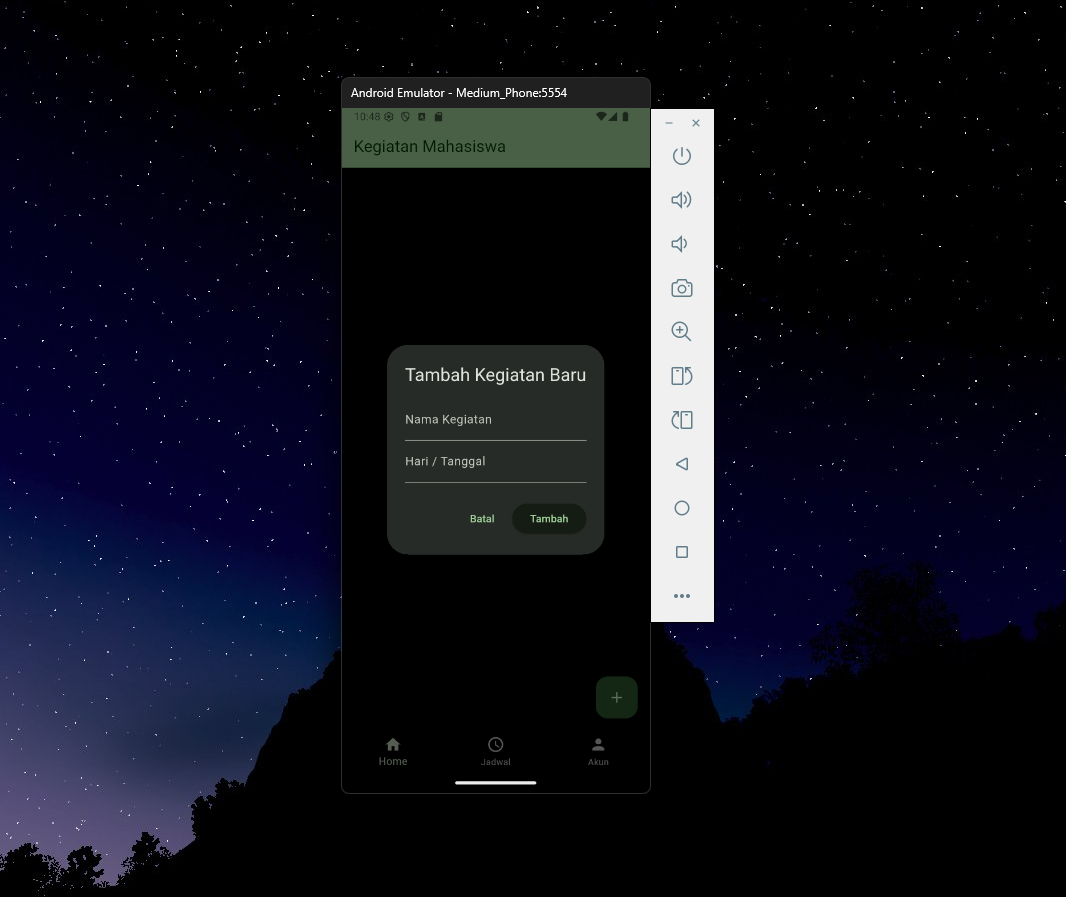 Android Emulator - Medium_Phone:5554
10:48
Kegiatan Mahasiswa
Tambah Kegiatan Baru
Nama Kegiatan
Hari / Tanggal
Batal Tambah
Home Jadwal Akun